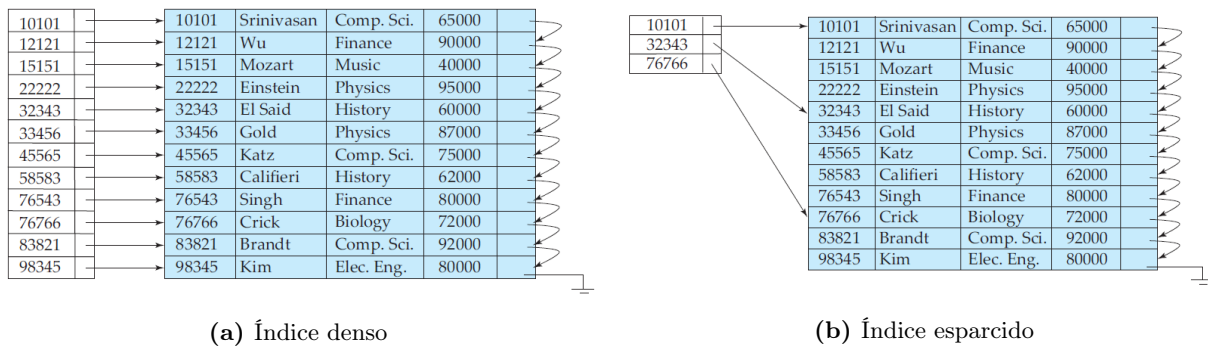 10101 10101 Srinivasan Comp. Sci. 65000
12121 12121 Wu Finance 90000
15151 15151 Mozart Music 40000
22222 22222 Einstein Physics 95000
32343 32343 El Said History 60000
33456 33456 Gold Physics 87000
45565 45565 Katz Comp. Sci. 75000
58583 58583 Califieri History 62000
76543 76543 Singh Finance 80000
76766 76766 Crick Biology 72000
83821 83821 Brandt Comp. Sci. 92000
98345 98345 Kim Elec. Eng. 80000
(a) Índice denso
10101 10101 Srinivasan Comp. Sci. 65000
32343 12121 Wu Finance 90000
76766 15151 Mozart Music 40000
22222 Einstein Physics 95000
32343 El Said History 60000
33456 Gold Physics 87000
45565 Katz Comp. Sci. 75000
58583 Califieri History 62000
76543 Singh Finance 80000
76766 Crick Biology 72000
83821 Brandt Comp. Sci. 92000
98345 Kim Elec. Eng. 80000
(b) Índice esparcido